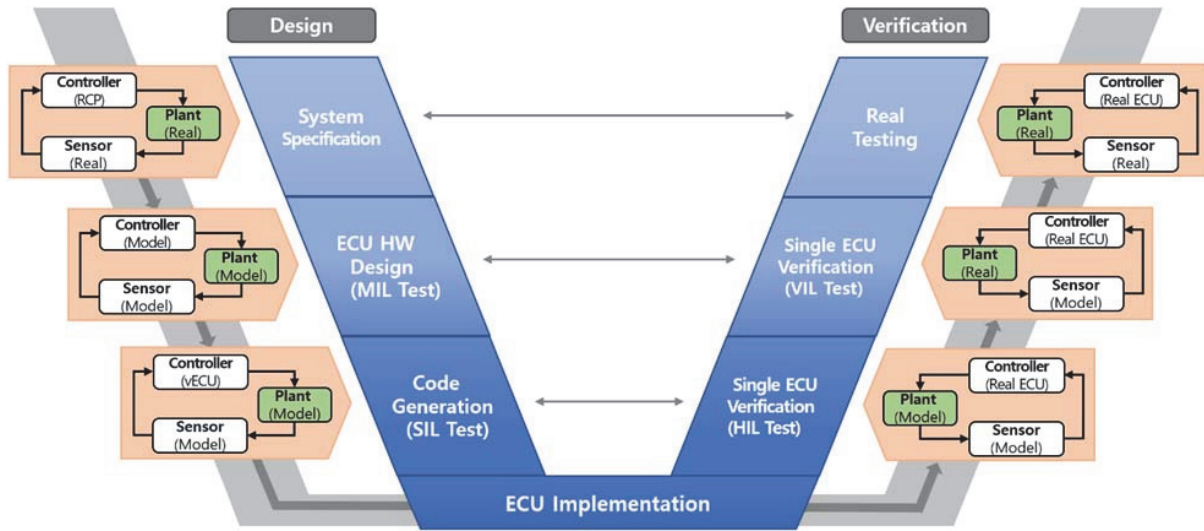 Design
Verification
Controller
(RCP)
Plant
(Real)
Sensor
(Real)
System
Specification
Real
Testing
Controller
(Real ECU)
Plant
(Real)
Sensor
(Real)
Controller
(Model)
Plant
(Model)
Sensor
(Model)
ECU HW
Design
(MIL Test)
Single ECU
Verification
(VIL Test)
Controller
(Real ECU)
Plant
(Real)
Sensor
(Model)
Controller
(vECU)
Plant
(Model)
Sensor
(Model)
Code
Generation
(SIL Test)
Single ECU
Verification
(HIL Test)
Controller
(Real ECU)
Plant
(Model)
Sensor
(Model)
ECU Implementation